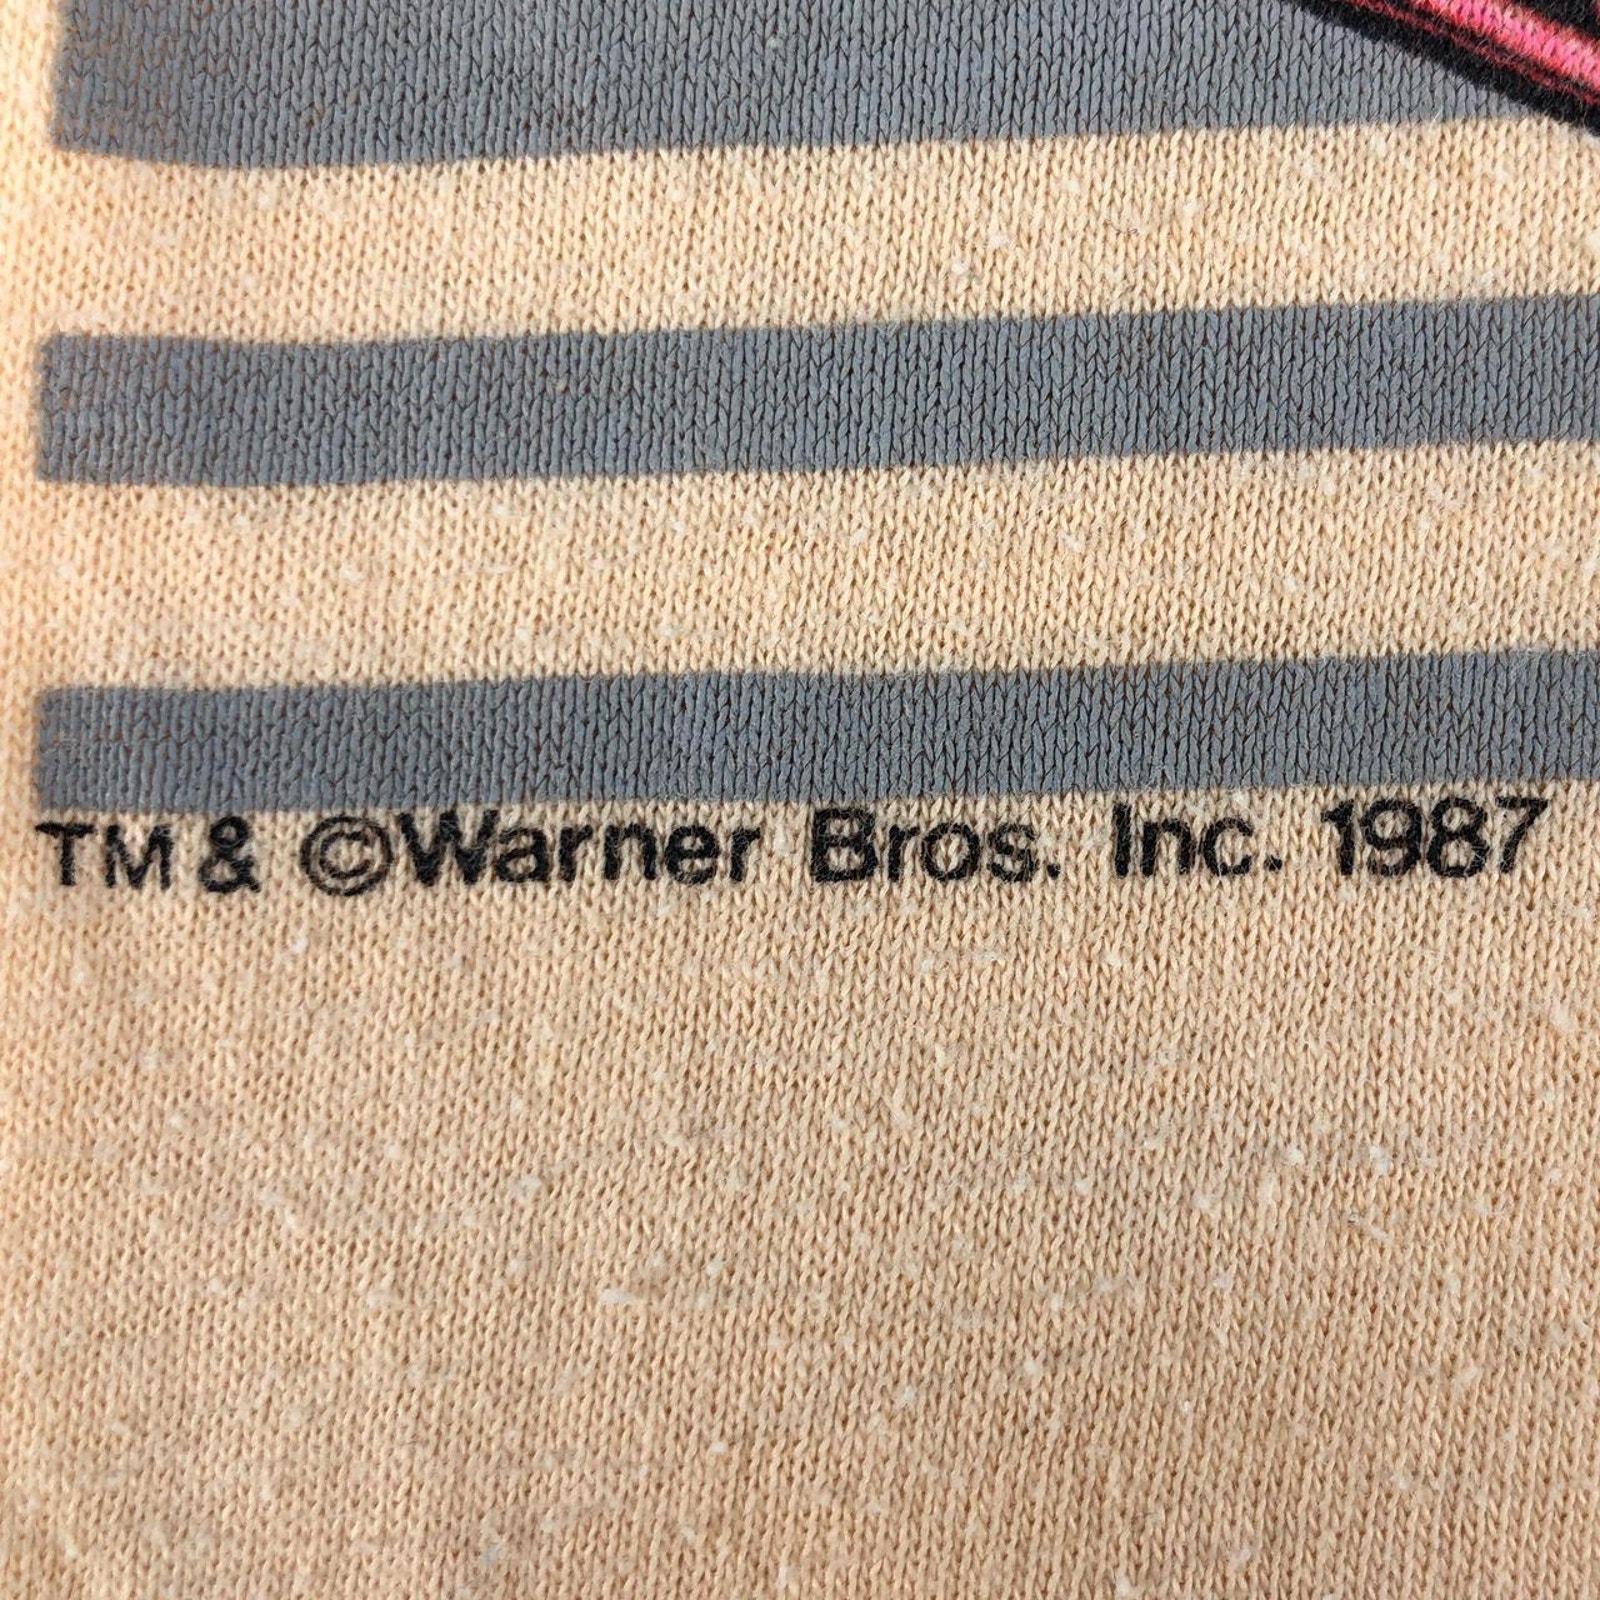 TM & ©Warner Bros. Inc. 1987